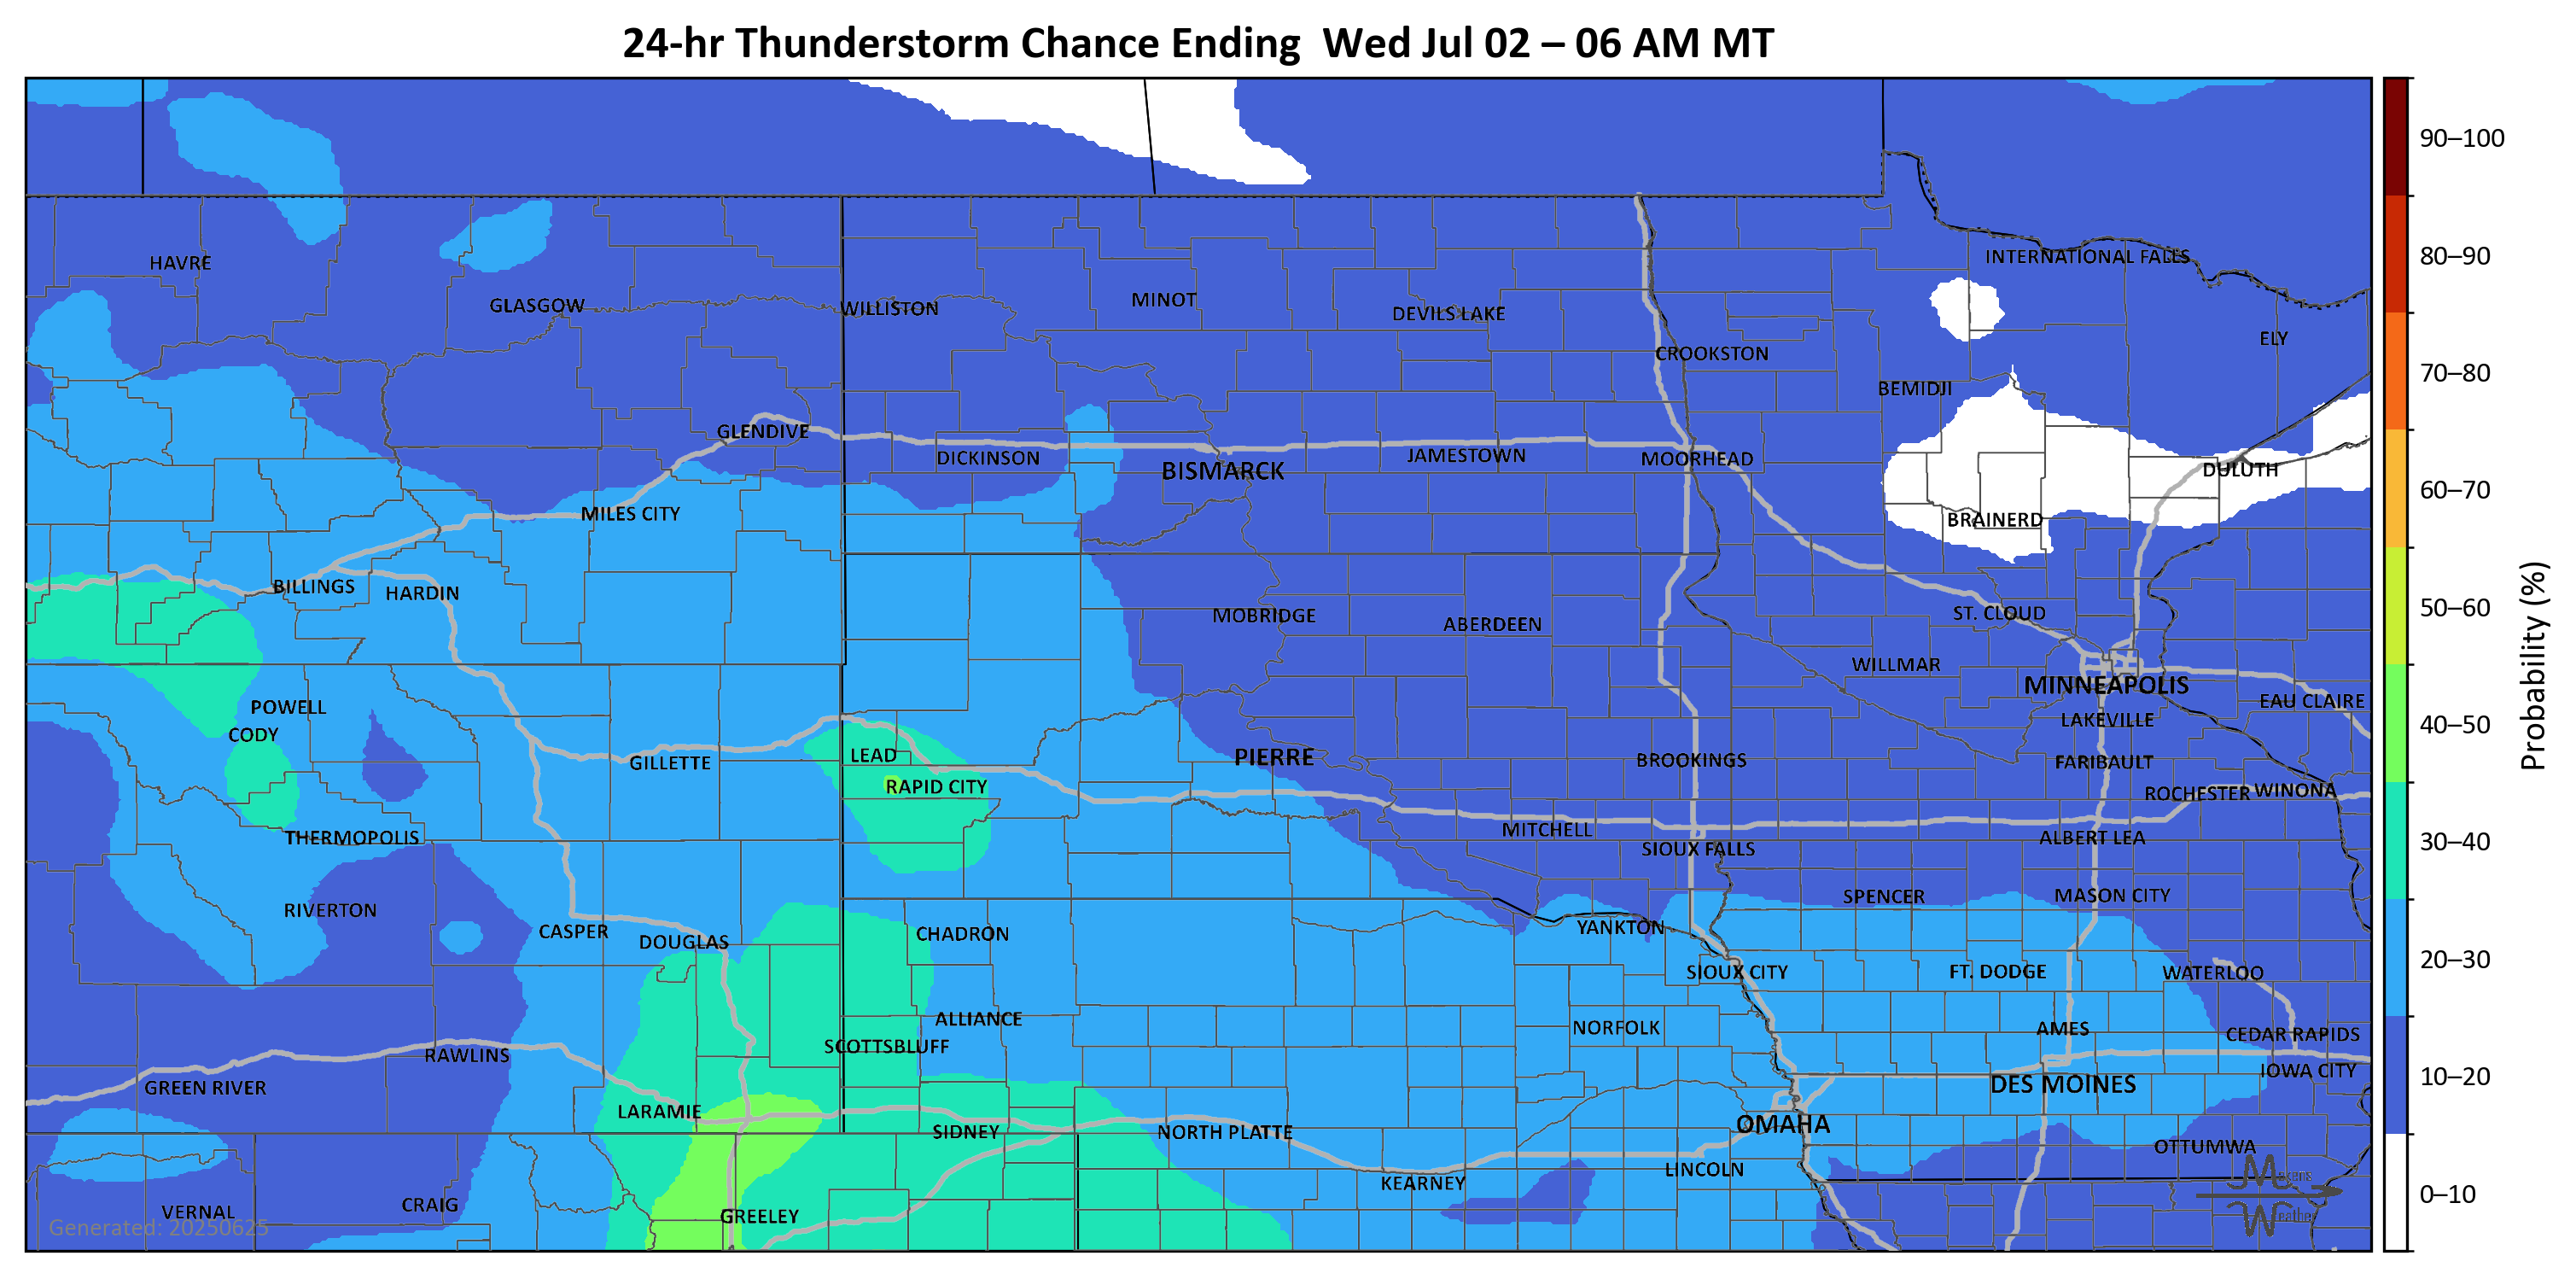 24-hr Thunderstorm Chance Ending  Wed Jul 02 – 06 AM MT
90–100
80–90
70–80
60–70
50–60
40–50
30–40
20–30
10–20
0–10
Probability (%)
HAVRE
INTERNATIONAL FALLS
GLASGOW
WILLISTON
MINOT
DEVILS LAKE
ELY
CROOKSTON
BEMIDJI
GLENDIVE
DICKINSON
BISMARCK
JAMESTOWN
MOORHEAD
DULUTH
MILES CITY
BRAINERD
BILLINGS
HARDIN
MOBRIDGE
ABERDEEN
ST. CLOUD
WILLMAR
MINNEAPOLIS
EAU CLAIRE
POWELL
LAKEVILLE
CODY
GILLETTE
LEAD
PIERRE
BROOKINGS
FARIBAULT
RAPID CITY
ROCHESTER
WINONA
THERMOPOLIS
MITCHELL
ALBERT LEA
SIOUX FALLS
RIVERTON
SPENCER
MASON CITY
CASPER
DOUGLAS
CHADRON
YANKTON
SIOUX CITY
FT. DODGE
WATERLOO
ALLIANCE
NORFOLK
AMES
CEDAR RAPIDS
SCOTTSBLUFF
RAWLINS
GREEN RIVER
DES MOINES
IOWA CITY
LARAMIE
SIDNEY
NORTH PLATTE
OMAHA
OTTUMWA
LINCOLN
KEARNEY
VERNAL
CRAIG
GREELEY
Generated: 20250625
Makens
Weather